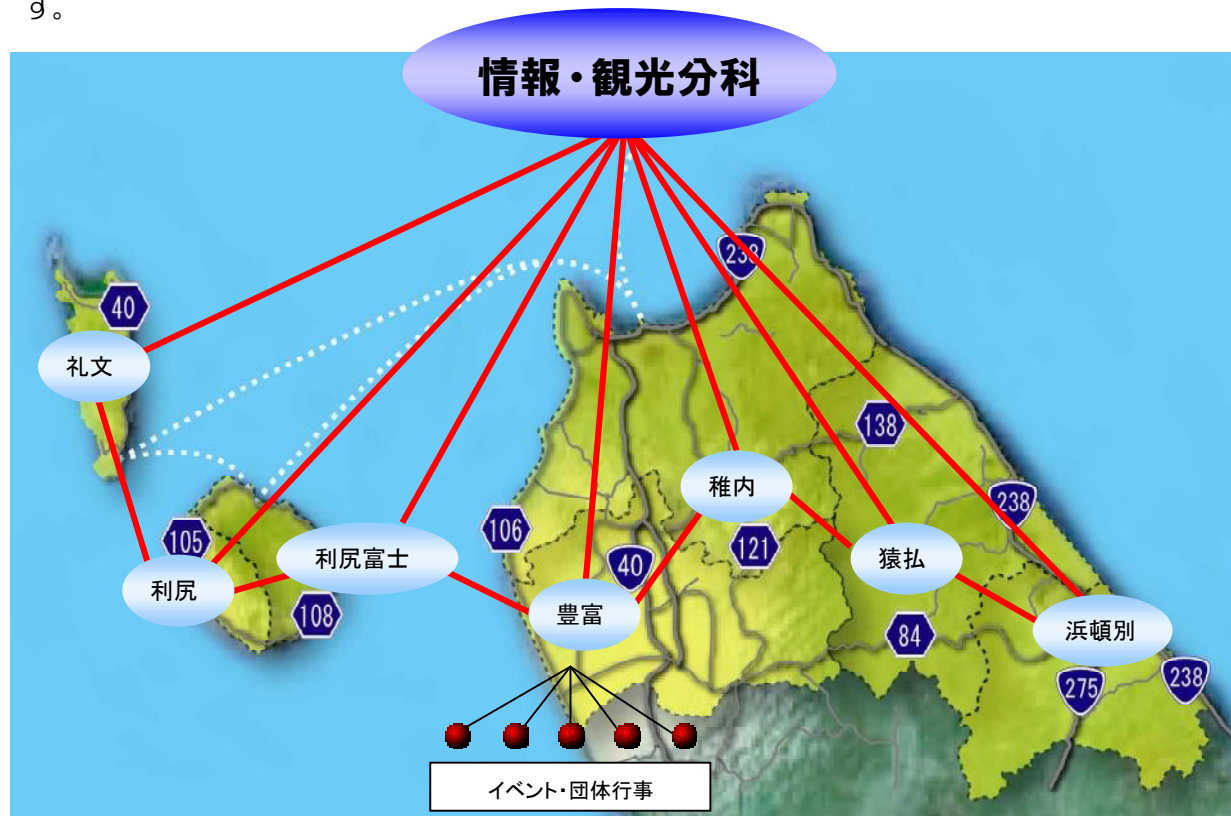 す。
情報・観光分科
238
40
礼文
138
稚内
238
105
106
121
利尻富士
40
猿払
利尻
108
豊富
84
浜頓別
275
238
イベント・団体行事